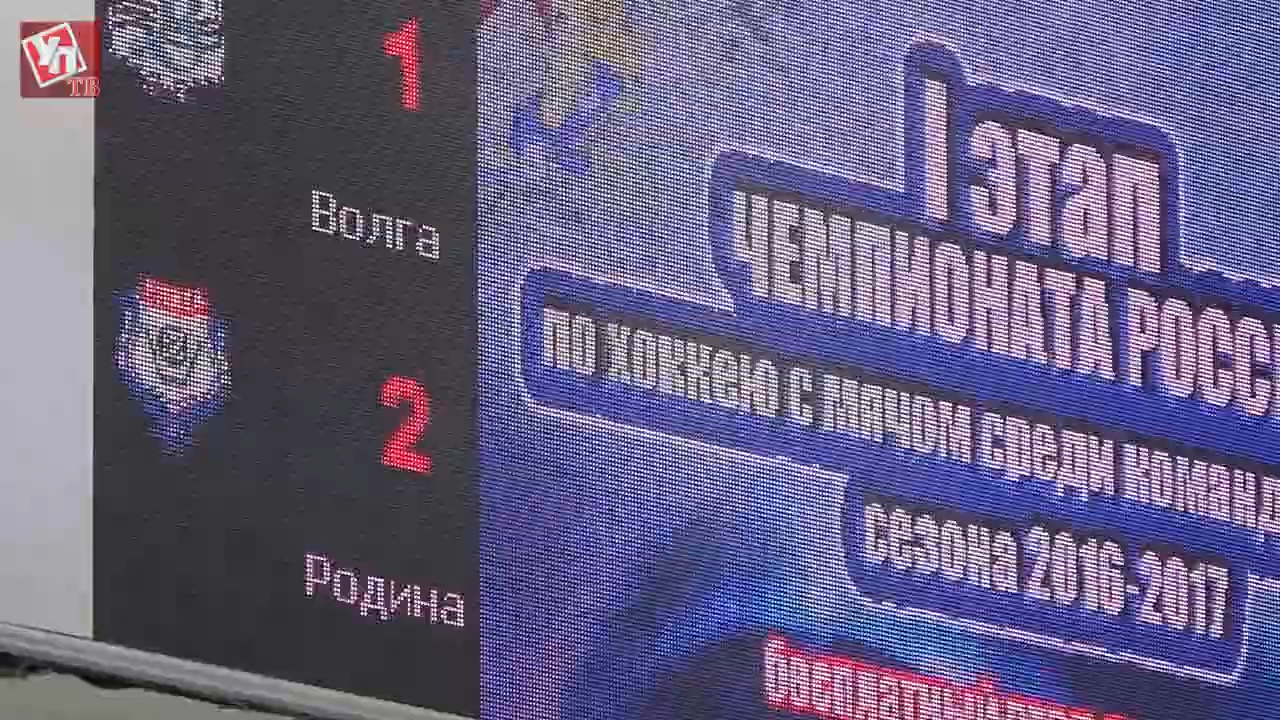 УП
ТВ
1
Волга
2
Родина
I этап
ЧЕМПИОНАТА РОСС
по хоккею с мячом среди команд
сезона 2016-2017